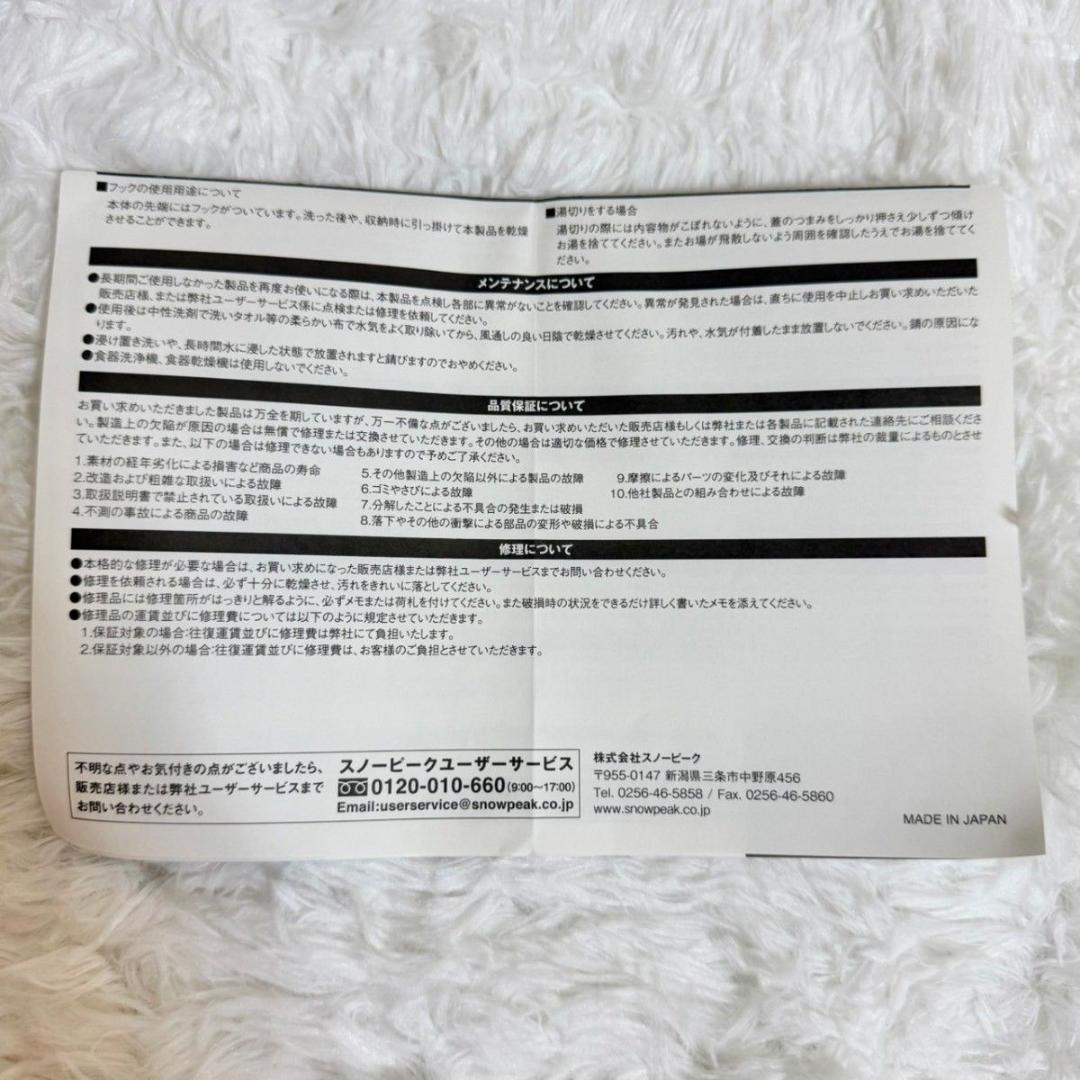 ■フックの使用用途について
本体の先端にはフックがついています。洗った後や、収納時に引っ掛けて本製品を乾燥
させることができます。
■湯切りをする場合
湯切りの際には内容物がこぼれないように、蓋のつまみをしっかり押さえ少しずつ傾け
お湯を捨ててください。またお湯が飛散しないよう周囲を確認したうえでお湯を捨ててく
ださい。
メンテナンスについて
●長期間ご使用しなかった製品を再度お使いになる際は、本製品を点検し各部に異常がないことを確認してください。異常が発見された場合は、直ちに使用を中止しお買い求めいただいた
販売店様、または弊社ユーザーサービス係に点検または修理を依頼してください。
●使用後は中性洗剤で洗いタオル等の柔らかい布で水気をよく取り除いてから、風通しの良い日陰で乾燥させてください。汚れや、水気が付着したまま放置しないでください。錆の原因にな
ります。
●浸け置き洗いや、長時間水に浸した状態で放置されますと錆びますのでおやめください。
●食器洗浄機、食器乾燥機は使用しないでください。
品質保証について
お買い求めいただきました製品は万全を期していますが、万一不備な点がございましたら、お買い求めいただいた販売店様もしくは弊社または各製品に記載された連絡先にご相談くださ
い。製造上の欠陥が原因の場合は無償で修理または交換させていただきます。その他の場合は適切な価格で修理させていただきます。修理、交換の判断は弊社の裁量によるものとさせ
ていただきます。また、以下の場合は修理できない場合もありますので予めご了承ください。
1.素材の経年劣化による損害など商品の寿命
2.改造および粗雑な取扱いによる故障
3.取扱説明書で禁止されている取扱いによる故障
4.不測の事故による商品の故障
5.その他製造上の欠陥以外による製品の故障
6.ゴミやさびによる故障
7.分解したことによる不具合の発生または破損
8.落下やその他の衝撃による部品の変形や破損による不具合
9.摩擦によるパーツの変化及びそれによる故障
10.他社製品との組み合わせによる故障
修理について
●本格的な修理が必要な場合は、お買い求めになった販売店様または弊社ユーザーサービスまでお問い合わせください。
●修理を依頼される場合は、必ず十分に乾燥させ、汚れをきれいに落としてください。
●修理品には修理箇所がはっきりと解るように、必ずメモまたは荷札を付けてください。また破損時の状況をできるだけ詳しく書いたメモを添えてください。
●修理品の運賃並びに修理費については以下のように規定させていただきます。
1.保証対象の場合:往復運賃並びに修理費は弊社にて負担いたします。
2.保証対象以外の場合:往復運賃並びに修理費は、お客様のご負担とさせていただきます。
不明な点やお気付きの点がございましたら、
販売店様または弊社ユーザーサービスまで
お問い合わせください。
スノーピークユーザーサービス
0120-010-660(9:00〜17:00)
Email:userservice@snowpeak.co.jp
株式会社スノーピーク
〒955-0147 新潟県三条市中野原456
Tel. 0256-46-5858 / Fax. 0256-46-5860
www.snowpeak.co.jp
MADE IN JAPAN